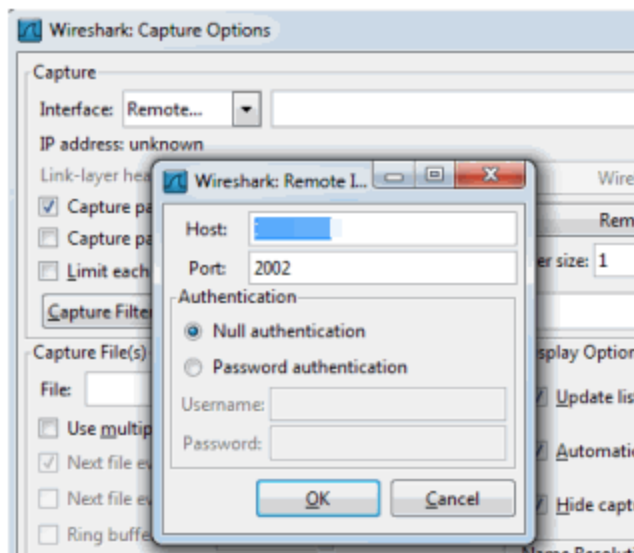 Wireshark: Capture Options
Capture
Interface: Remote...
IP address: unknown
Link-layer hea
Wire
Capture pa
Rem
Capture pa
Limit each
er size: 1
Capture Filter
Wireshark: Remote I...
Host:
Port: 2002
Authentication
Null authentication
Password authentication
Username:
Password:
OK
Cancel
Capture File(s)
splay Option
File:
Update lis
Use multip
Next file ev
Automatic
Next file ev
Hide capt
Ring buffe